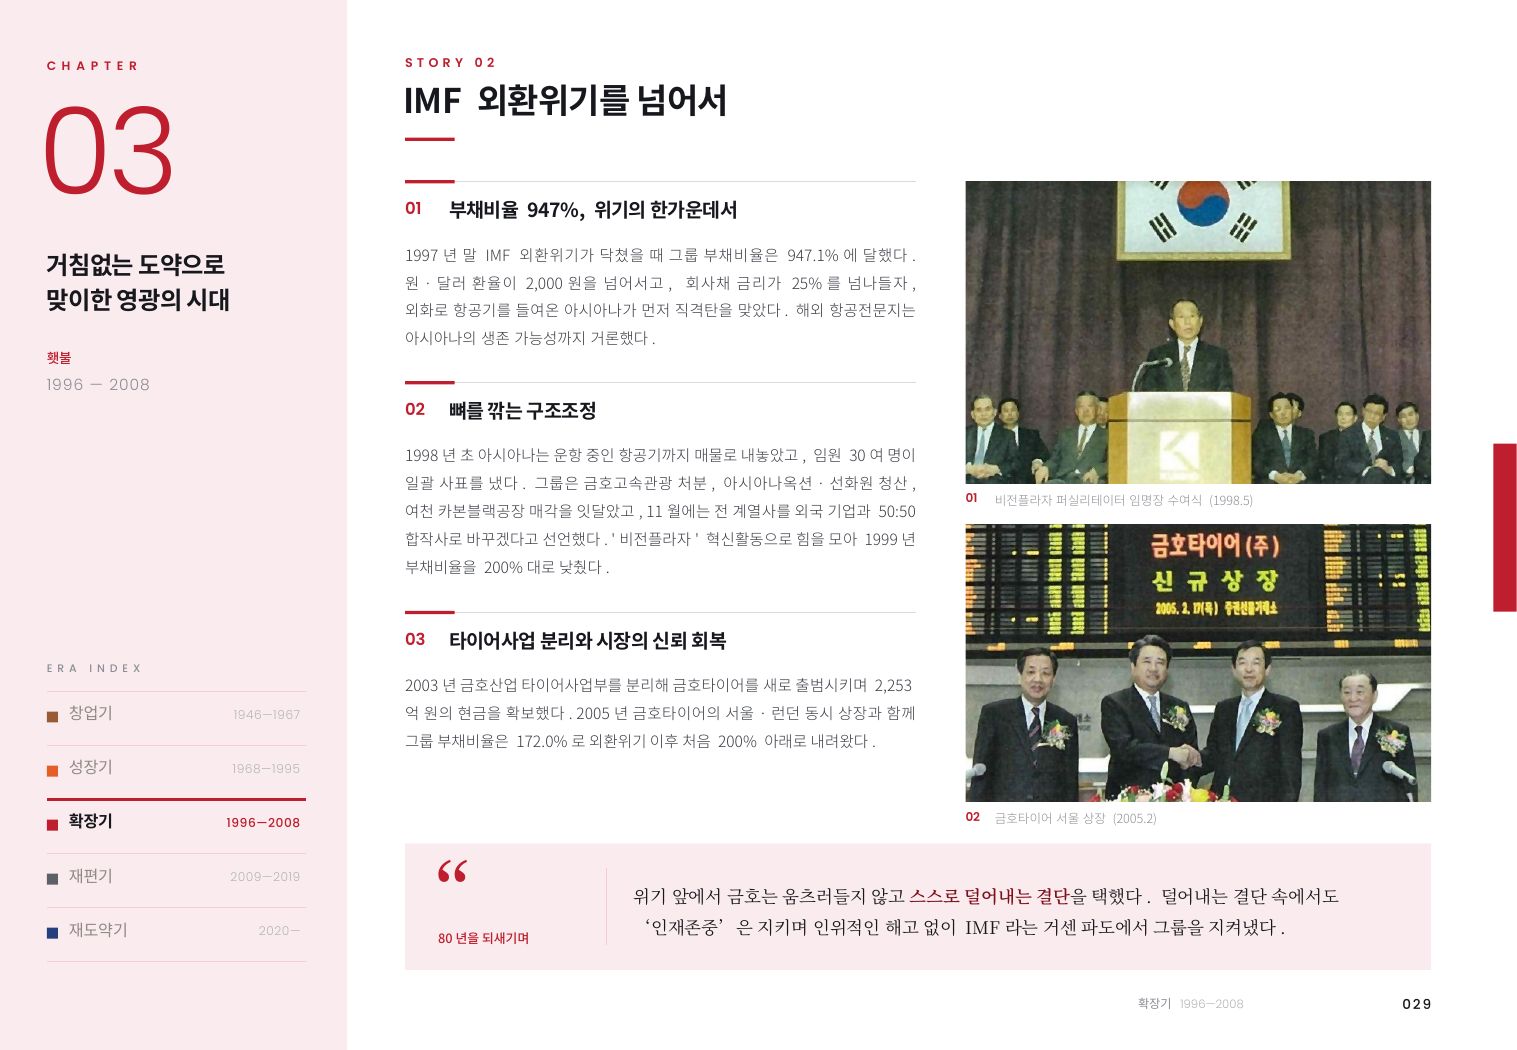 CHAPTER
03
거침없는 도약으로
맞이한 영광의 시대
횃불
1996 — 2008
ERA INDEX
창업기 1946—1967
성장기 1968—1995
확장기 1996—2008
재편기 2009—2019
재도약기 2020—
STORY 02
IMF 외환위기를 넘어서
01 부채비율 947%, 위기의 한가운데서
1997 년 말 IMF 외환위기가 닥쳤을 때 그룹 부채비율은 947.1% 에 달했다 .
원 · 달러 환율이 2,000 원을 넘어서고 , 회사채 금리가 25% 를 넘나들자 ,
외화로 항공기를 들여온 아시아나가 먼저 직격탄을 맞았다 . 해외 항공전문지는
아시아나의 생존 가능성까지 거론했다 .
02 뼈를 깎는 구조조정
1998 년 초 아시아나는 운항 중인 항공기까지 매물로 내놓았고 , 임원 30 여 명이
일괄 사표를 냈다 . 그룹은 금호고속관광 처분 , 아시아나옥션 · 선화원 청산 ,
여천 카본블랙공장 매각을 잇달았고 , 11 월에는 전 계열사를 외국 기업과 50:50
합작사로 바꾸겠다고 선언했다 . ' 비전플라자 ' 혁신활동으로 힘을 모아 1999 년
부채비율을 200% 대로 낮췄다 .
03 타이어사업 분리와 시장의 신뢰 회복
2003 년 금호산업 타이어사업부를 분리해 금호타이어를 새로 출범시키며 2,253
억 원의 현금을 확보했다 . 2005 년 금호타이어의 서울 · 런던 동시 상장과 함께
그룹 부채비율은 172.0% 로 외환위기 이후 처음 200% 아래로 내려왔다 .
01 비전플라자 퍼실리테이터 임명장 수여식 (1998.5)
금호타이어 (주)
신 규 상 장
2005. 2. 17(목) 증권선물거래소
02 금호타이어 서울 상장 (2005.2)
“
80 년을 되새기며
위기 앞에서 금호는 움츠러들지 않고 스스로 덜어내는 결단을 택했다 . 덜어내는 결단 속에서도
‘인재존중’ 은 지키며 인위적인 해고 없이 IMF 라는 거센 파도에서 그룹을 지켜냈다 .
확장기 1996—2008
029